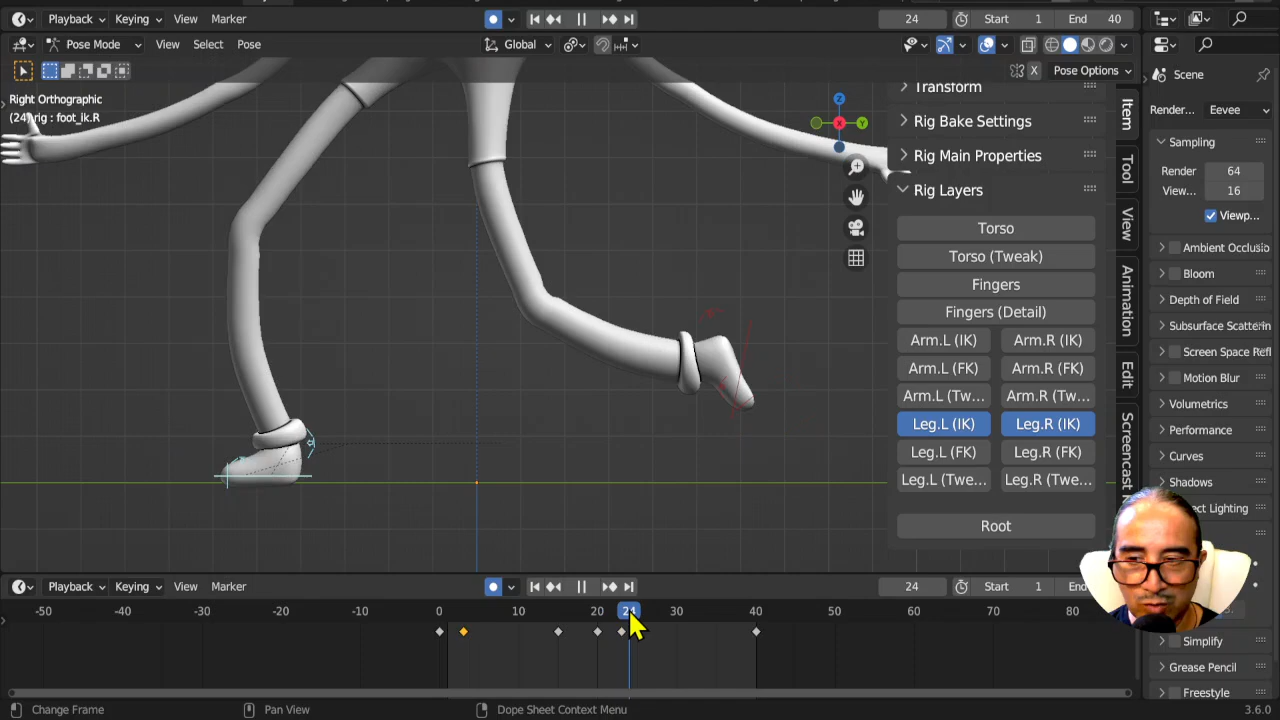 Playback Keying View Marker 24 Start 1 End 40
Pose Mode View Select Pose Global
X Pose Options
Right Orthographic
(24) rig : foot_ik.R
Z
Y
X
Transform
Rig Bake Settings
Rig Main Properties
Rig Layers
Torso
Torso (Tweak)
Fingers
Fingers (Detail)
Arm.L (IK) Arm.R (IK)
Arm.L (FK) Arm.R (FK)
Arm.L (Tw... Arm.R (Tw...
Leg.L (IK) Leg.R (IK)
Leg.L (FK) Leg.R (FK)
Leg.L (Twe... Leg.R (Twe...
Root
Item
Tool
View
Animation
Edit
Screencast
Scene
Render... Eevee
Sampling
Render 64
View... 16
Viewp...
Ambient Occlusio
Bloom
Depth of Field
Subsurface Scatterin
Screen Space Refl
Motion Blur
Volumetrics
Performance
Curves
Shadows
ect Lighting
Simplify
Grease Pencil
Freestyle
Playback Keying View Marker 24 Start 1 End
-50 -40 -30 -20 -10 0 10 20 24 30 40 50 60 70 80
Change Frame Pan View Dope Sheet Context Menu 3.6.0